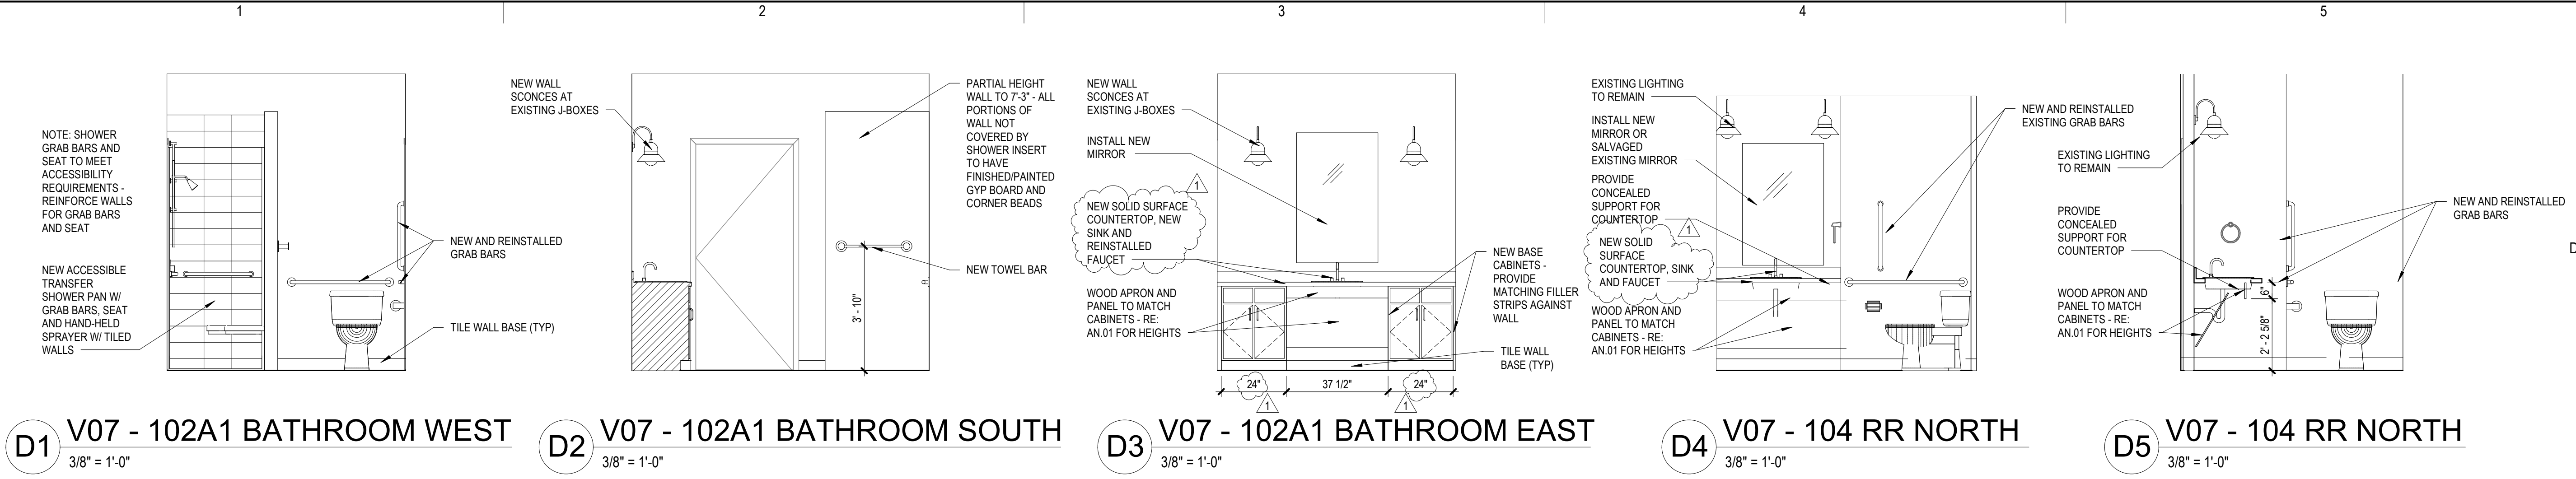 1
2
3
4
5
NOTE: SHOWER
GRAB BARS AND
SEAT TO MEET
ACCESSIBILITY
REQUIREMENTS -
REINFORCE WALLS
FOR GRAB BARS
AND SEAT
NEW ACCESSIBLE
TRANSFER
SHOWER PAN W/
GRAB BARS, SEAT
AND HAND-HELD
SPRAYER W/ TILED
WALLS
NEW AND REINSTALLED
GRAB BARS
TILE WALL BASE (TYP)
D1
V07 - 102A1 BATHROOM WEST
3/8" = 1'-0"
NEW WALL
SCONCES AT
EXISTING J-BOXES
PARTIAL HEIGHT
WALL TO 7'-3" - ALL
PORTIONS OF
WALL NOT
COVERED BY
SHOWER INSERT
TO HAVE
FINISHED/PAINTED
GYP BOARD AND
CORNER BEADS
NEW TOWEL BAR
3' - 10"
D2
V07 - 102A1 BATHROOM SOUTH
3/8" = 1'-0"
NEW WALL
SCONCES AT
EXISTING J-BOXES
INSTALL NEW
MIRROR
1
NEW SOLID SURFACE
COUNTERTOP, NEW
SINK AND
REINSTALLED
FAUCET
WOOD APRON AND
PANEL TO MATCH
CABINETS - RE:
AN.01 FOR HEIGHTS
NEW BASE
CABINETS -
PROVIDE
MATCHING FILLER
STRIPS AGAINST
WALL
TILE WALL
BASE (TYP)
24"
37 1/2"
24"
1
1
D3
V07 - 102A1 BATHROOM EAST
3/8" = 1'-0"
EXISTING LIGHTING
TO REMAIN
INSTALL NEW
MIRROR OR
SALVAGED
EXISTING MIRROR
PROVIDE
CONCEALED
SUPPORT FOR
COUNTERTOP
1
NEW SOLID
SURFACE
COUNTERTOP, SINK
AND FAUCET
WOOD APRON AND
PANEL TO MATCH
CABINETS - RE:
AN.01 FOR HEIGHTS
NEW AND REINSTALLED
EXISTING GRAB BARS
D4
V07 - 104 RR NORTH
3/8" = 1'-0"
EXISTING LIGHTING
TO REMAIN
PROVIDE
CONCEALED
SUPPORT FOR
COUNTERTOP
WOOD APRON AND
PANEL TO MATCH
CABINETS - RE:
AN.01 FOR HEIGHTS
NEW AND REINSTALLED
GRAB BARS
6"
2' - 2 5/8"
D5
V07 - 104 RR NORTH
3/8" = 1'-0"
D